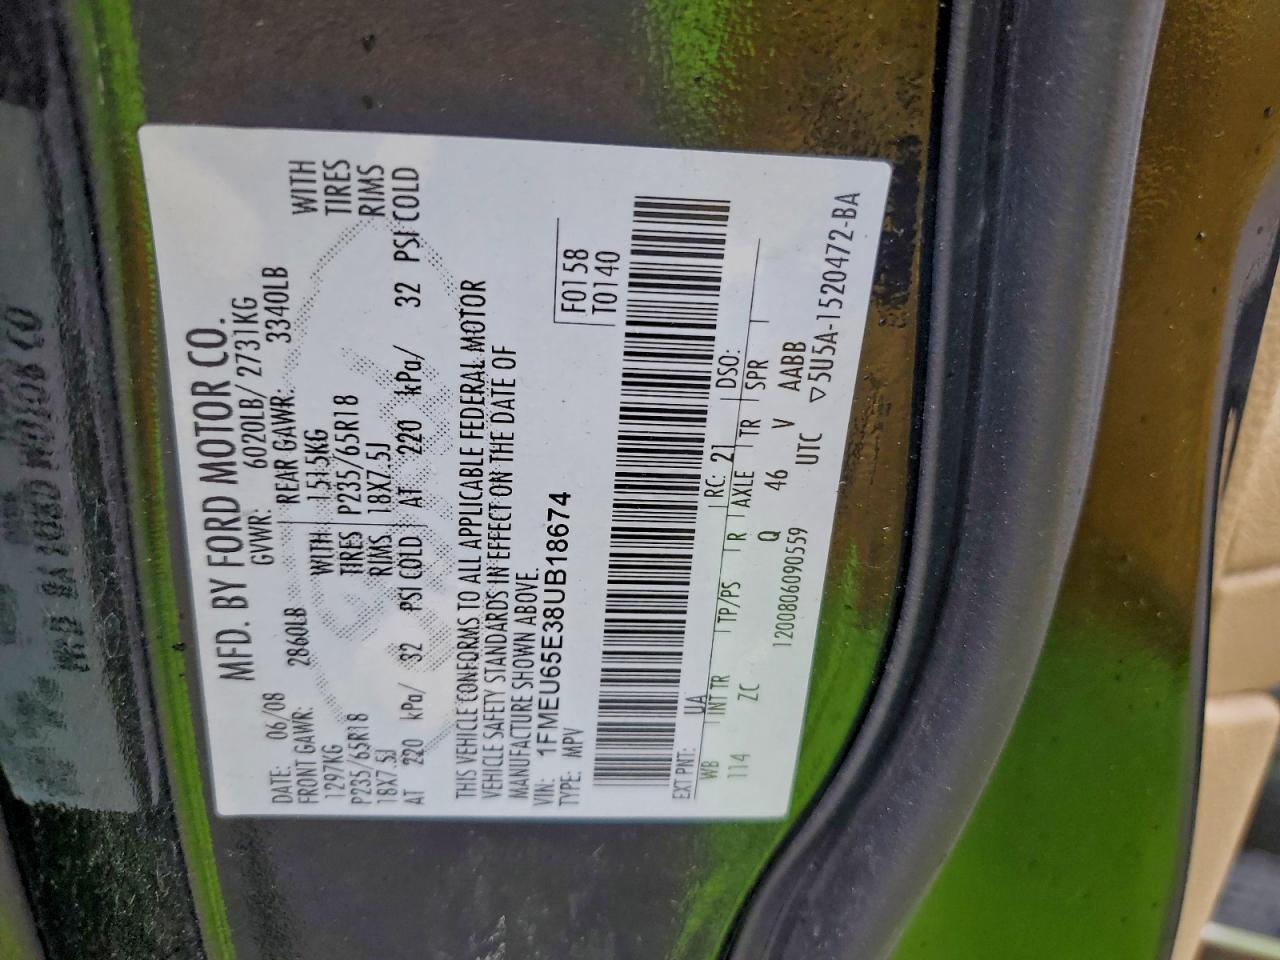 MFD. BY FORD MOTOR CO.
DATE: 06/08 GVWR: 6020LB/ 2731KG
FRONT GAWR: 2860LB REAR GAWR: 3340LB
1297KG WITH 1515KG WITH
P235/65R18 TIRES P235/65R18 TIRES
18X7.5J RIMS 18X7.5J RIMS
AT 220 kPa/ 32 PSI COLD AT 220 kPa/ 32 PSI COLD
THIS VEHICLE CONFORMS TO ALL APPLICABLE FEDERAL MOTOR
VEHICLE SAFETY STANDARDS IN EFFECT ON THE DATE OF
MANUFACTURE SHOWN ABOVE.
VIN: 1FMEU65E38UB18674
TYPE: MPV
F0158
T0140
EXT PNT: UA RC: 21 DSO:
WB INT TR TP/PS R AXLE TR SPR
114 ZC Q 46 V AABB
1200806090559 UTC
▽5U5A-1520472-BA